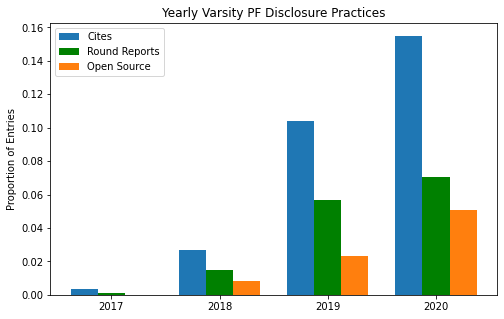 Yearly Varsity PF Disclosure Practices
Cites
Round Reports
Open Source
Proportion of Entries
0.16
0.14
0.12
0.10
0.08
0.06
0.04
0.02
0.00
2017 2018 2019 2020